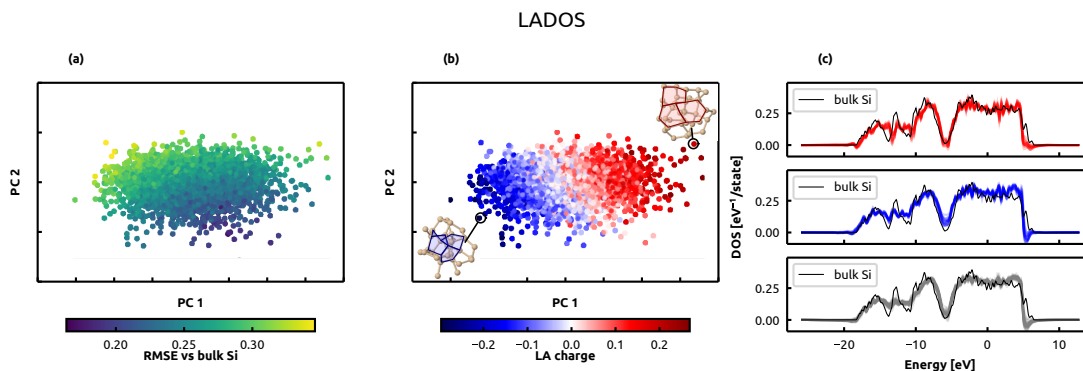 LADOS
(a)
(b)
(c)
PC 2
PC 1
0.20 0.25 0.30
RMSE vs bulk Si
PC 2
PC 1
−0.2 −0.1 0.0 0.1 0.2
LA charge
DOS [eV⁻¹/state]
0.25
0.00
bulk Si
0.25
0.00
bulk Si
0.25
0.00
bulk Si
−20 −10 0 10
Energy [eV]